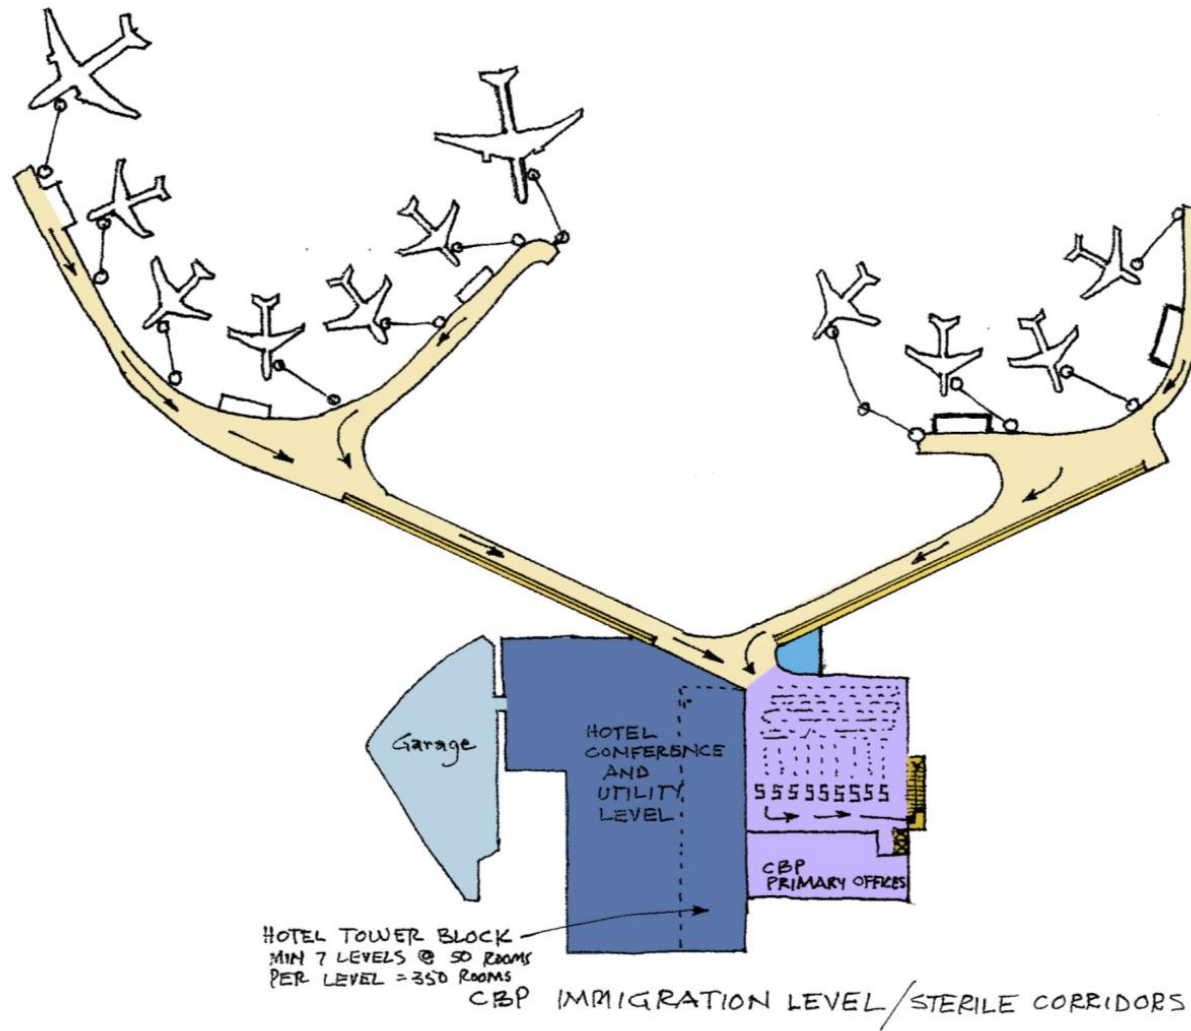 Garage
HOTEL
CONFERENCE
AND
UTILITY
LEVEL
CBP
PRIMARY OFFICES
HOTEL TOWER BLOCK
MIN 7 LEVELS @ 50 ROOMS
PER LEVEL = 350 ROOMS
CBP IMMIGRATION LEVEL/STERILE CORRIDORS